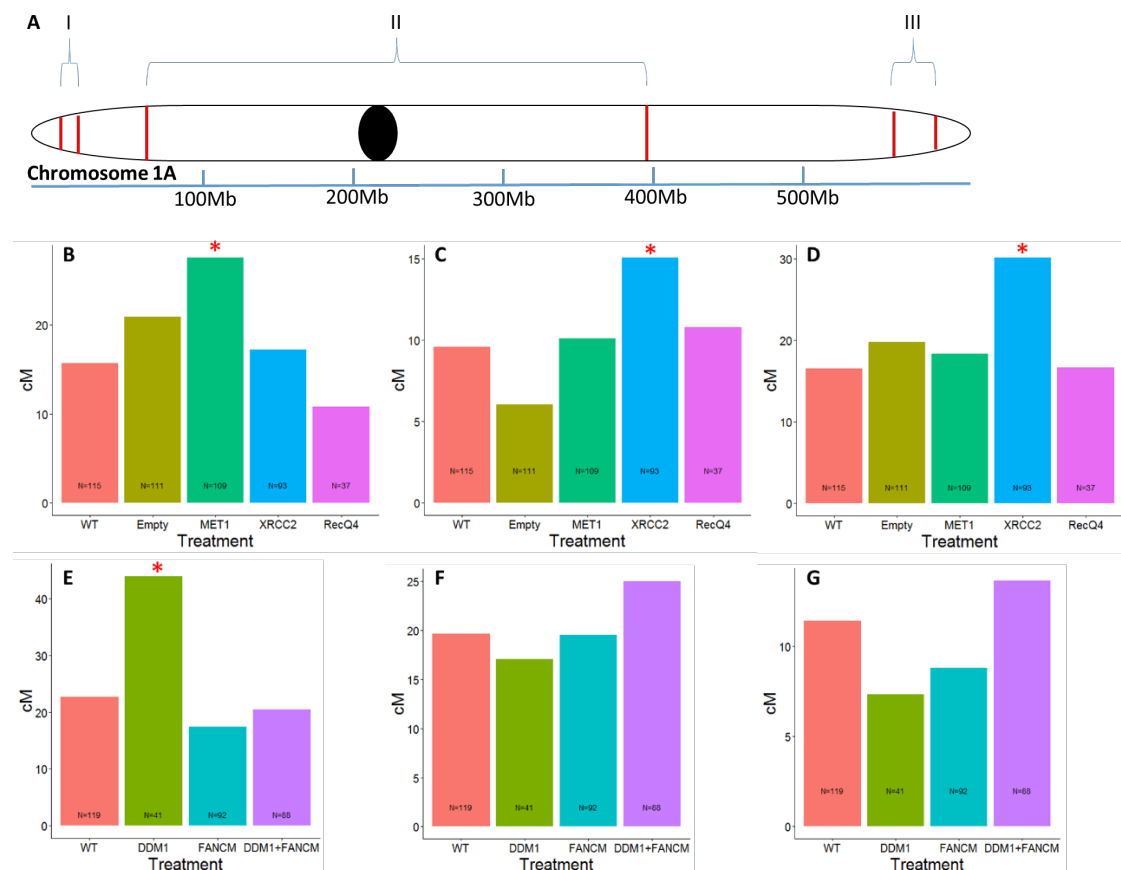 A I II III
Chromosome 1A
100Mb 200Mb 300Mb 400Mb 500Mb
B *
20
10
0
cM
N=115 N=111 N=109 N=93 N=37
WT Empty MET1 XRCC2 RecQ4
Treatment
C *
15
10
5
0
cM
N=115 N=111 N=109 N=93 N=37
WT Empty MET1 XRCC2 RecQ4
Treatment
D *
30
20
10
0
cM
N=115 N=111 N=109 N=93 N=37
WT Empty MET1 XRCC2 RecQ4
Treatment
E *
40
30
20
10
0
cM
N=119 N=41 N=92 N=88
WT DDM1 FANCM DDM1+FANCM
Treatment
F
25
20
15
10
5
0
cM
N=119 N=41 N=92 N=88
WT DDM1 FANCM DDM1+FANCM
Treatment
G
10
5
0
cM
N=119 N=41 N=92 N=88
WT DDM1 FANCM DDM1+FANCM
Treatment